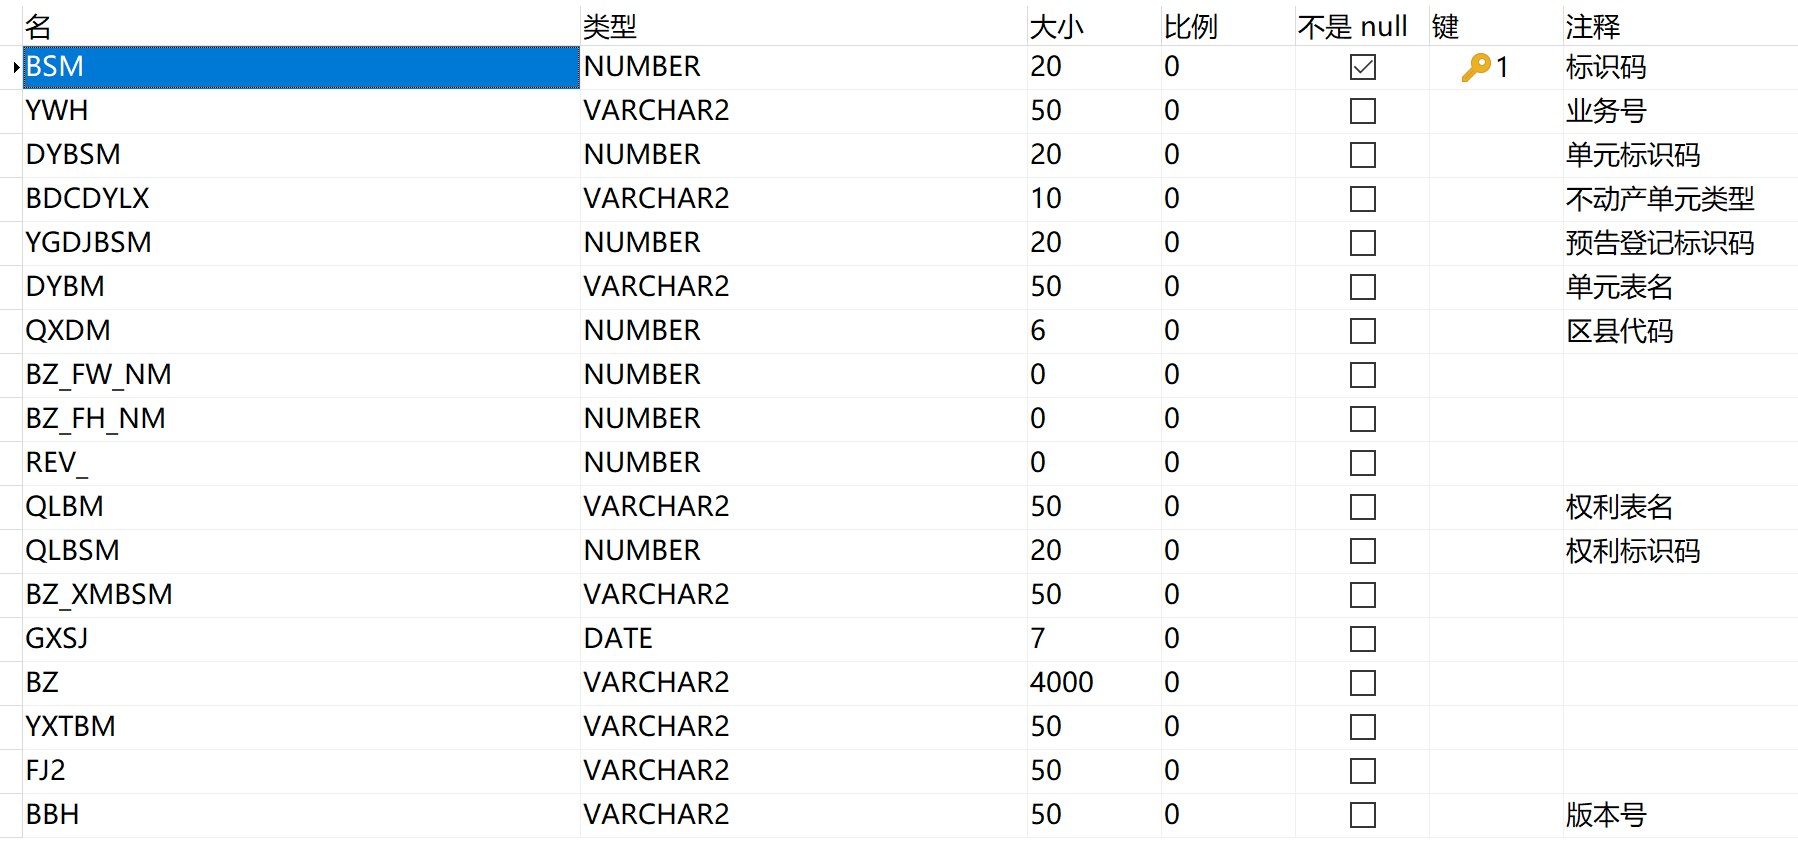 名 类型 大小 比例 不是 null 键 注释
BSM NUMBER 20 0 1 标识码
YWH VARCHAR2 50 0 业务号
DYBSM NUMBER 20 0 单元标识码
BDCDYLX VARCHAR2 10 0 不动产单元类型
YGDJBSM NUMBER 20 0 预告登记标识码
DYBM VARCHAR2 50 0 单元表名
QXDM NUMBER 6 0 区县代码
BZ_FW_NM NUMBER 0 0
BZ_FH_NM NUMBER 0 0
REV_ NUMBER 0 0
QLBM VARCHAR2 50 0 权利表名
QLBSM NUMBER 20 0 权利标识码
BZ_XMBSM VARCHAR2 50 0
GXSJ DATE 7 0
BZ VARCHAR2 4000 0
YXTBM VARCHAR2 50 0
FJ2 VARCHAR2 50 0
BBH VARCHAR2 50 0 版本号